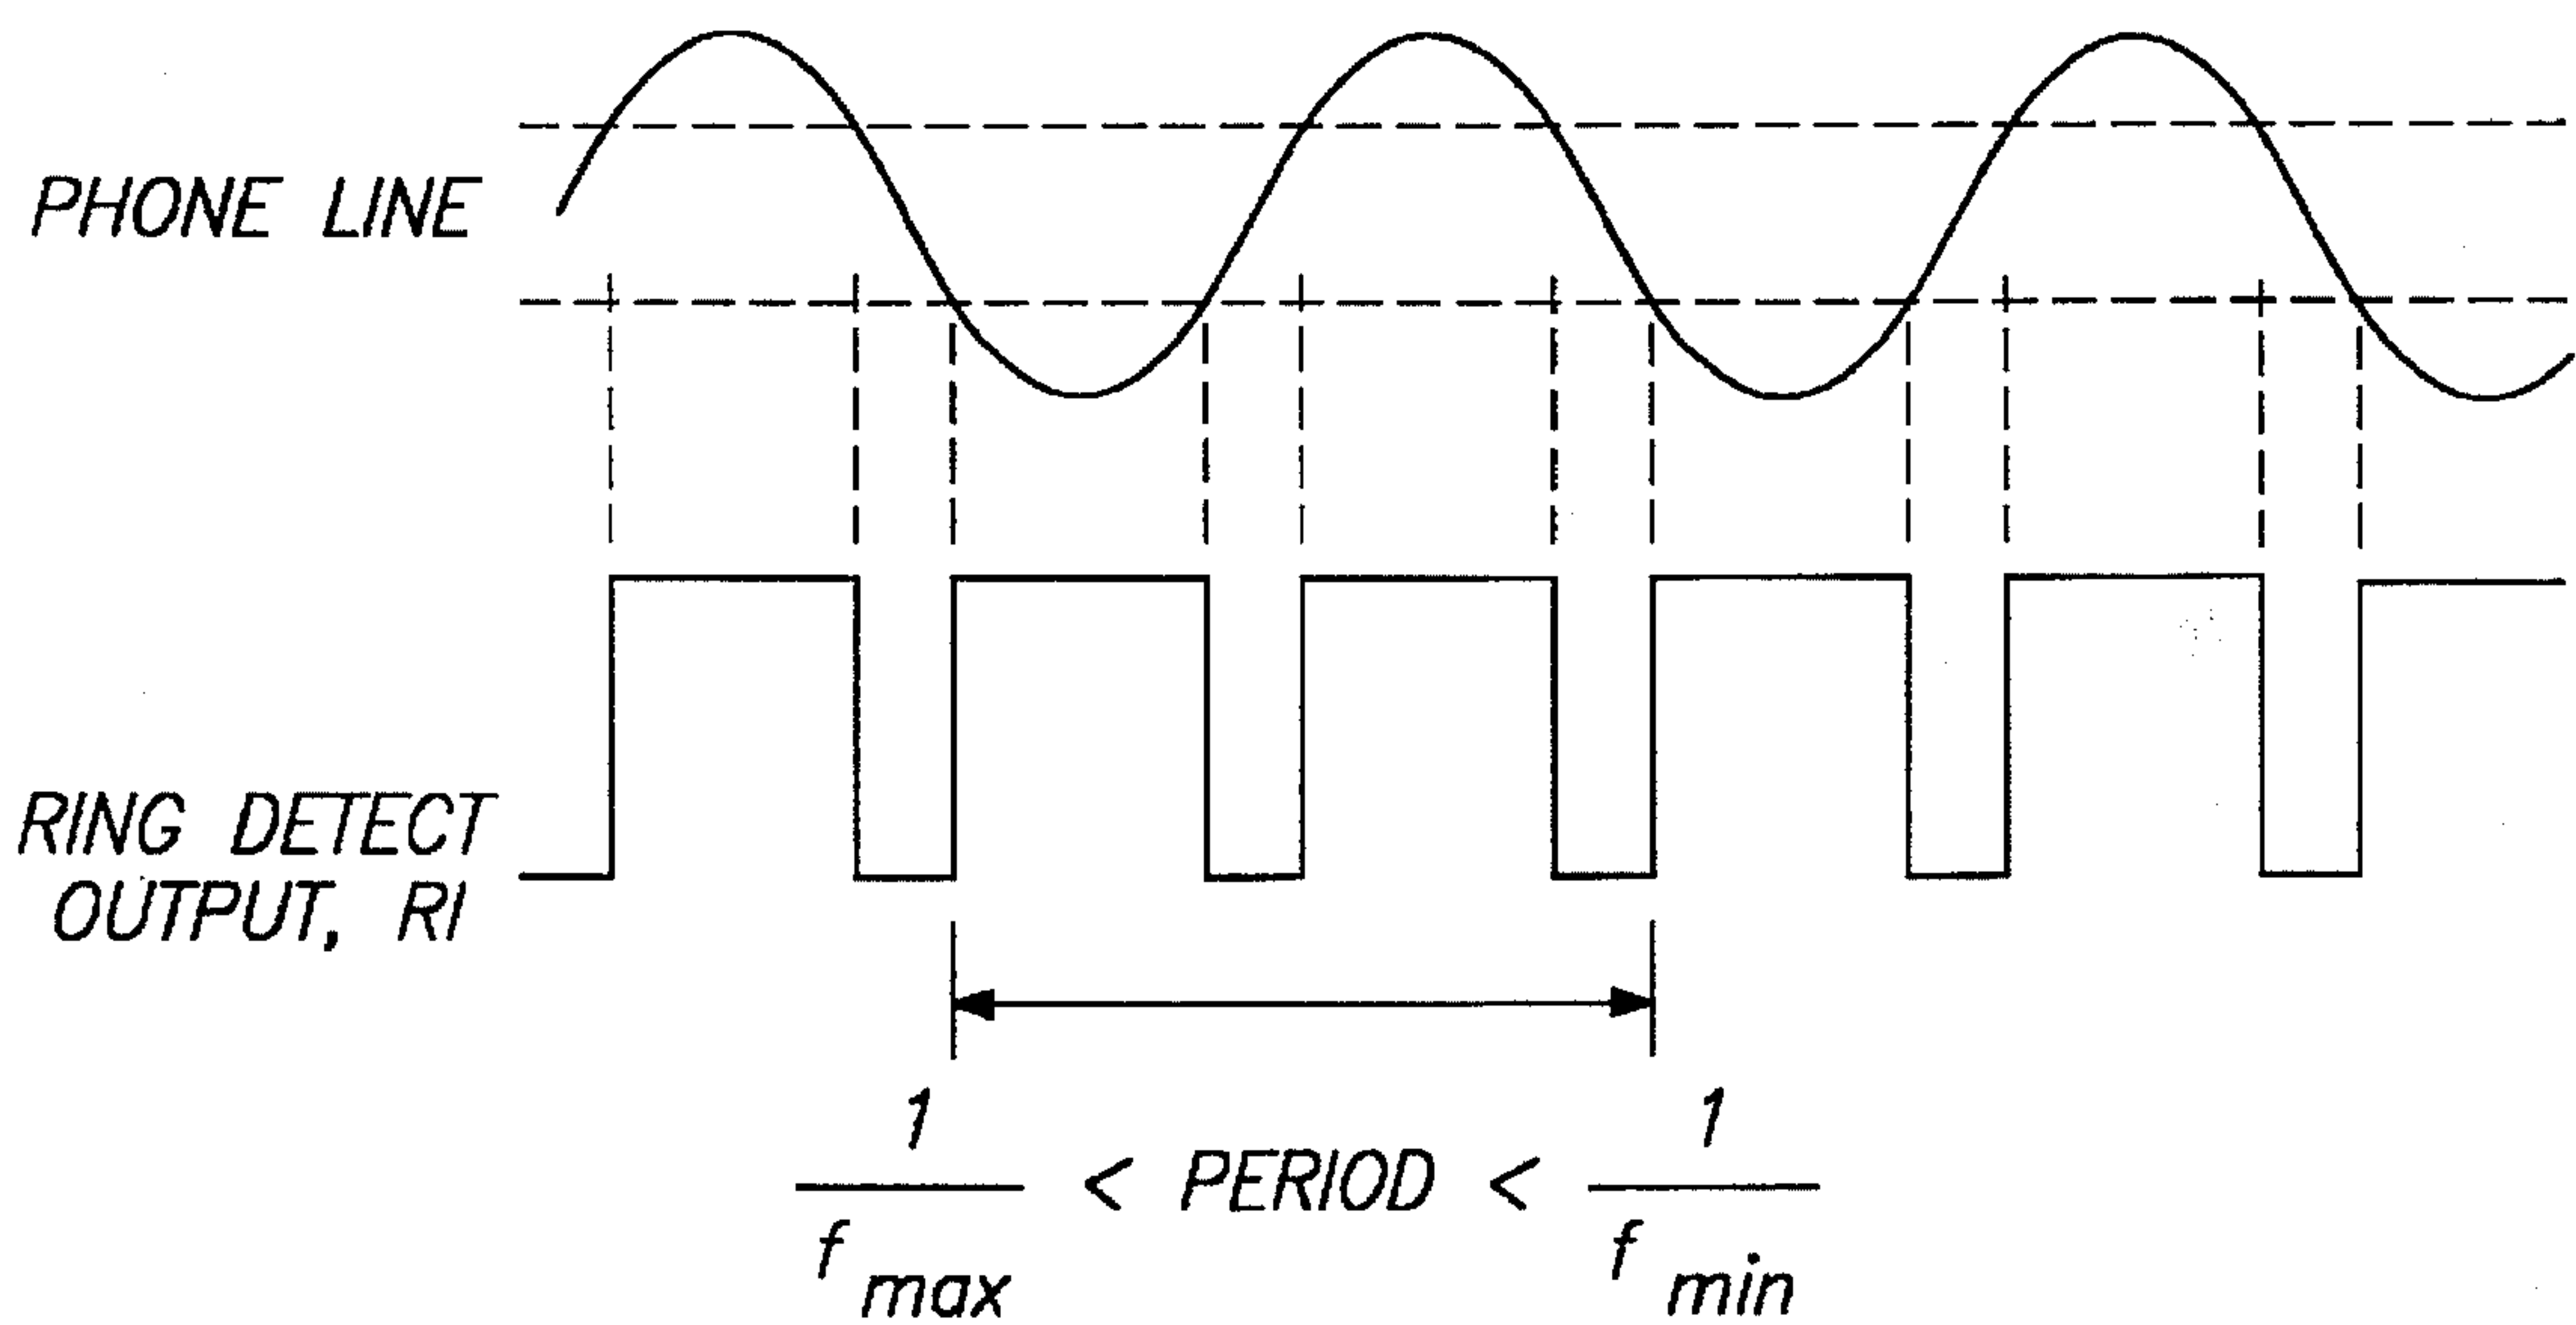 PHONE LINE
RING DETECT
OUTPUT, RI
1 1
< PERIOD <
f max f min